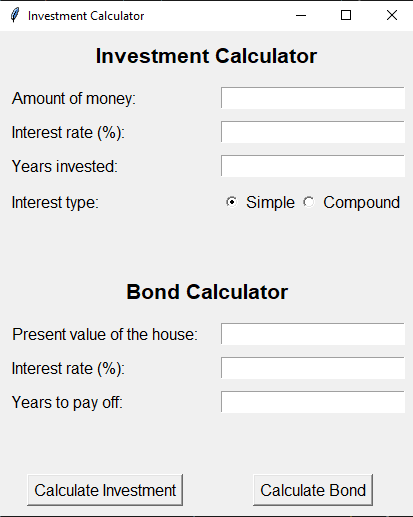 Investment Calculator
Investment Calculator
Amount of money:
Interest rate (%):
Years invested:
Interest type: Simple Compound
Bond Calculator
Present value of the house:
Interest rate (%):
Years to pay off:
Calculate Investment Calculate Bond